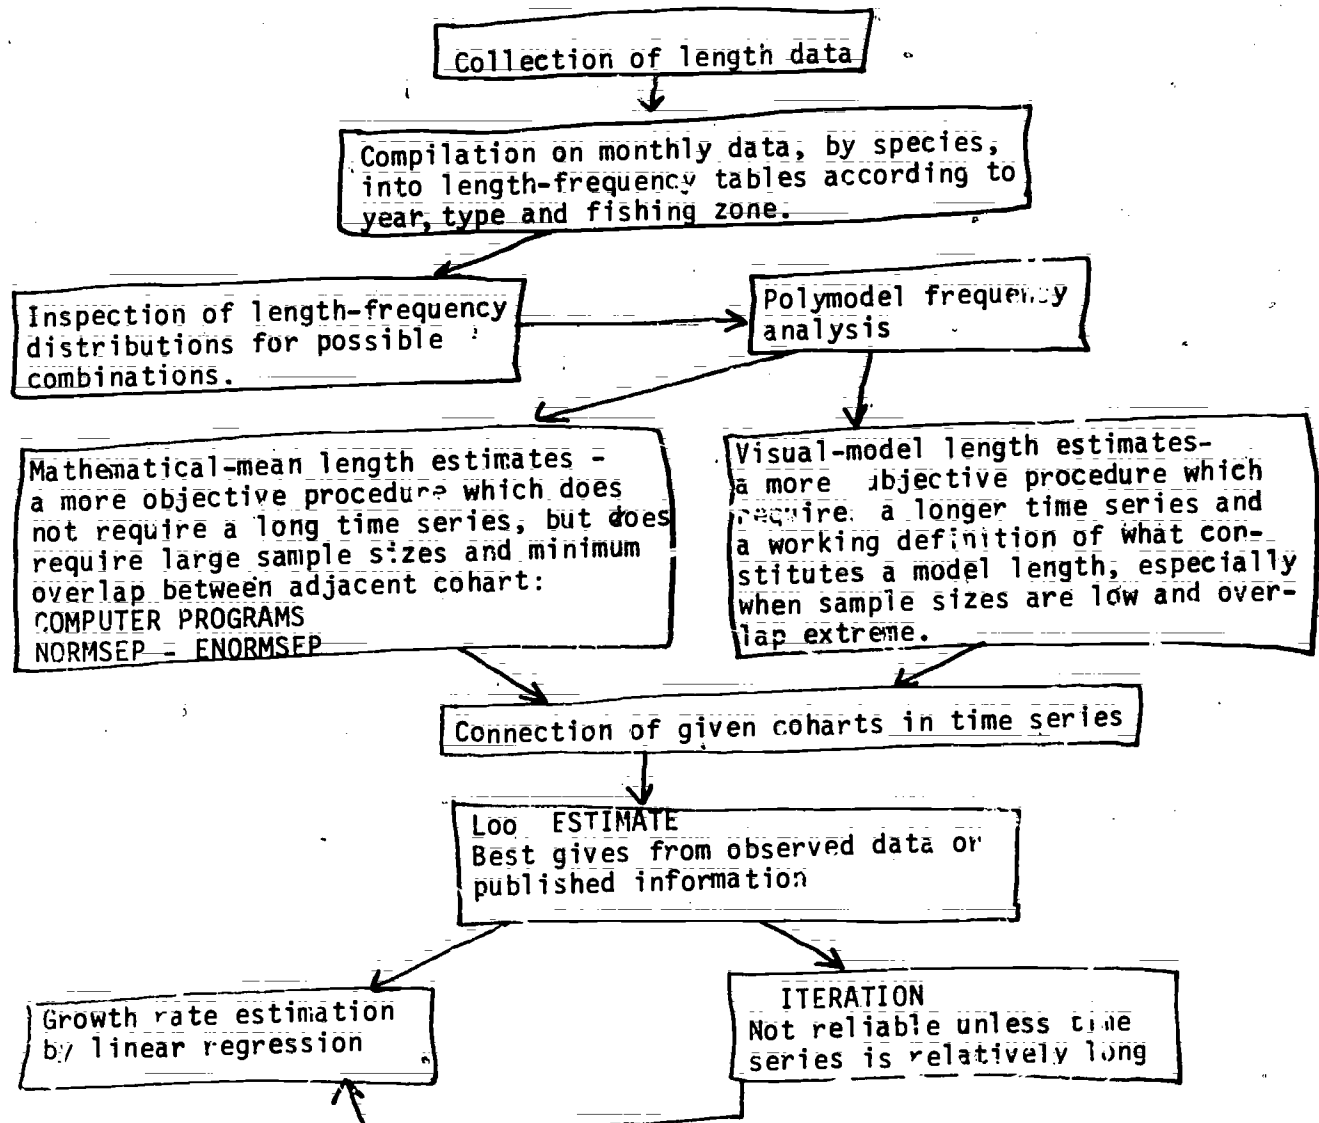 Collection of length data
Compilation on monthly data, by species,
into length-frequency tables according to
year, type and fishing zone.
Inspection of length-frequency
distributions for possible
combinations.
Polymodel frequency
analysis
Mathematical-mean length estimates -
a more objective procedure which does
not require a long time series, but does
require large sample sizes and minimum
overlap between adjacent cohart:
COMPUTER PROGRAMS
NORMSEP - ENORMSEP
Visual-model length estimates-
a more procedure which
a longer time series and
a working definition of what con-
stitutes a model length, especially
when sample sizes are low and over-
lap extreme.
Connection of given coharts in time series
Loo ESTIMATE
Best gives from observed data or
published information
Growth rate estimation
by linear regression
ITERATION
Not reliable unless time
series is relatively long